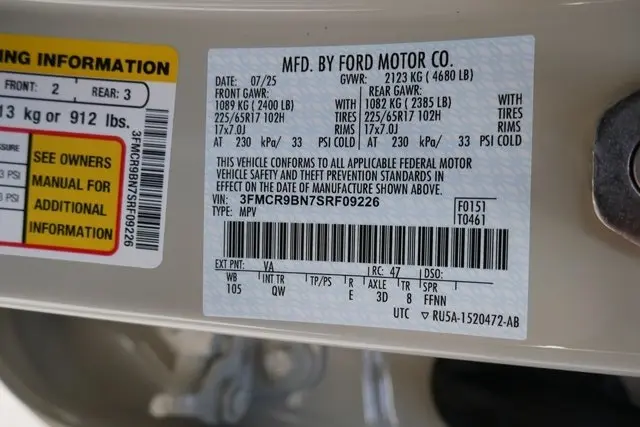 NG INFORMATION
FRONT: 2 REAR: 3
13 kg or 912 lbs.
SSURE
PSI
PSI
SEE OWNERS
MANUAL FOR
ADDITIONAL
INFORMATION
3FMCR9BN7SRF09226
MFD. BY FORD MOTOR CO.
DATE: 07/25 GVWR: 2123 KG ( 4680 LB)
FRONT GAWR: REAR GAWR:
1089 KG ( 2400 LB) WITH 1082 KG ( 2385 LB) WITH
225/65R17 102H TIRES 225/65R17 102H TIRES
17x7.0J RIMS 17x7.0J RIMS
AT 230 kPa/ 33 PSI COLD AT 230 kPa/ 33 PSI COLD
THIS VEHICLE CONFORMS TO ALL APPLICABLE FEDERAL MOTOR
VEHICLE SAFETY AND THEFT PREVENTION STANDARDS IN
EFFECT ON THE DATE OF MANUFACTURE SHOWN ABOVE.
VIN: 3FMCR9BN7SRF09226 F0151
TYPE: MPV T0461
EXT PNT: VA RC: 47 DSO:
WB INT TR TP/PS R AXLE TR SPR
105 QW E 3D 8 FFNN
UTC RU5A-1520472-AB